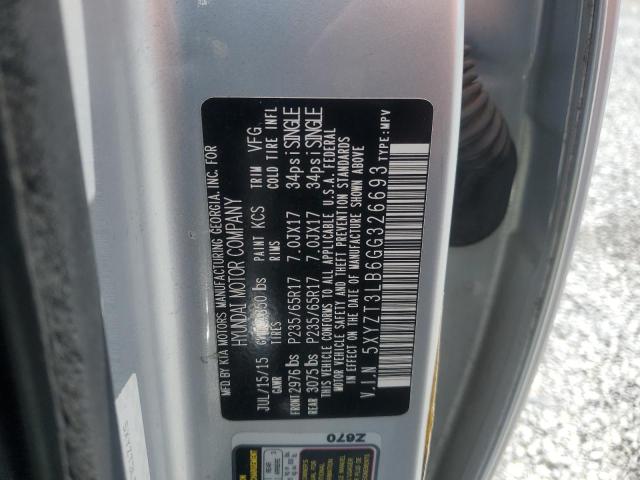 MFD BY KIA MOTORS MANUFACTURING GEORGIA, INC. FOR
HYUNDAI MOTOR COMPANY
JUL/15/15 PAINT KCS TRIM VFG
GAWR RIMS COLD TIRE INFL
FRONT 2976 lbs P235/65R17 7.0JX17 34psi SINGLE
REAR 3075 lbs P235/65R17 7.0JX17 34psi SINGLE
THIS VEHICLE CONFORMS TO ALL APPLICABLE U.S.A. FEDERAL
MOTOR VEHICLE SAFETY AND THEFT PREVENTION STANDARDS
IN EFFECT ON THE DATE OF MANUFACTURE SHOWN ABOVE
V.I.N 5XYZT3LB6GG326693 TYPE:MPV
Z670